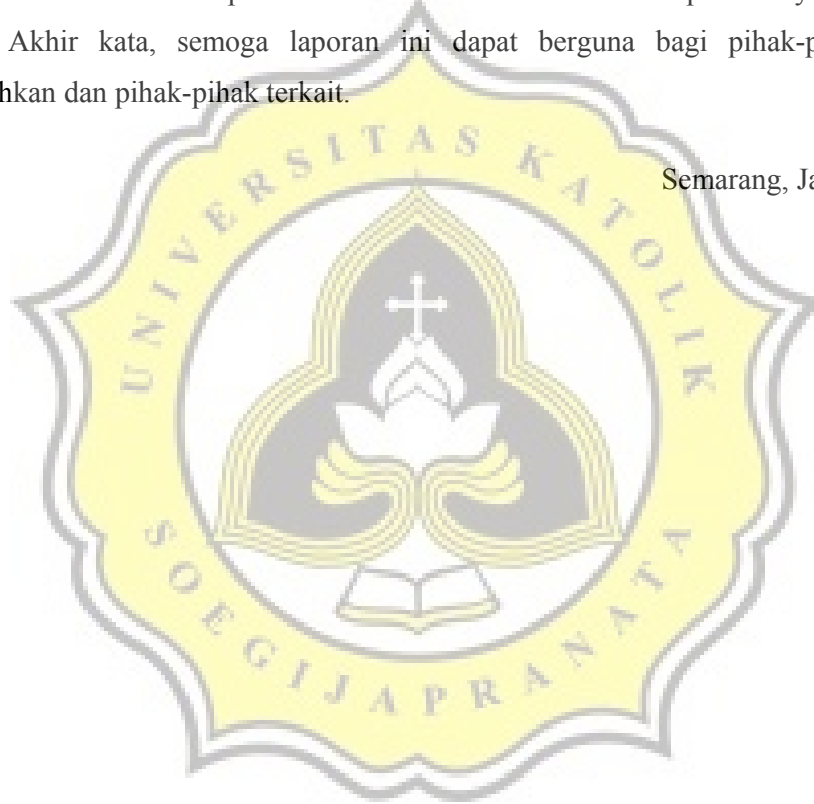 Akhir kata, semoga laporan ini dapat berguna bagi pihak-p
hkan dan pihak-pihak terkait.
Semarang, Ja
UNIVERSITAS KATOLIK
SOEGIJAPRANATA